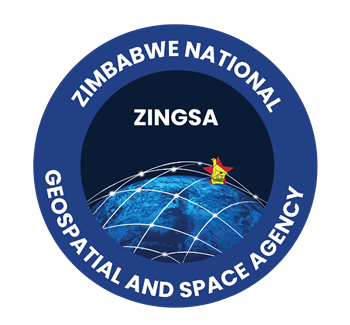 ZIMBABWE NATIONAL
ZINGSA
GEOSPATIAL AND SPACE AGENCY